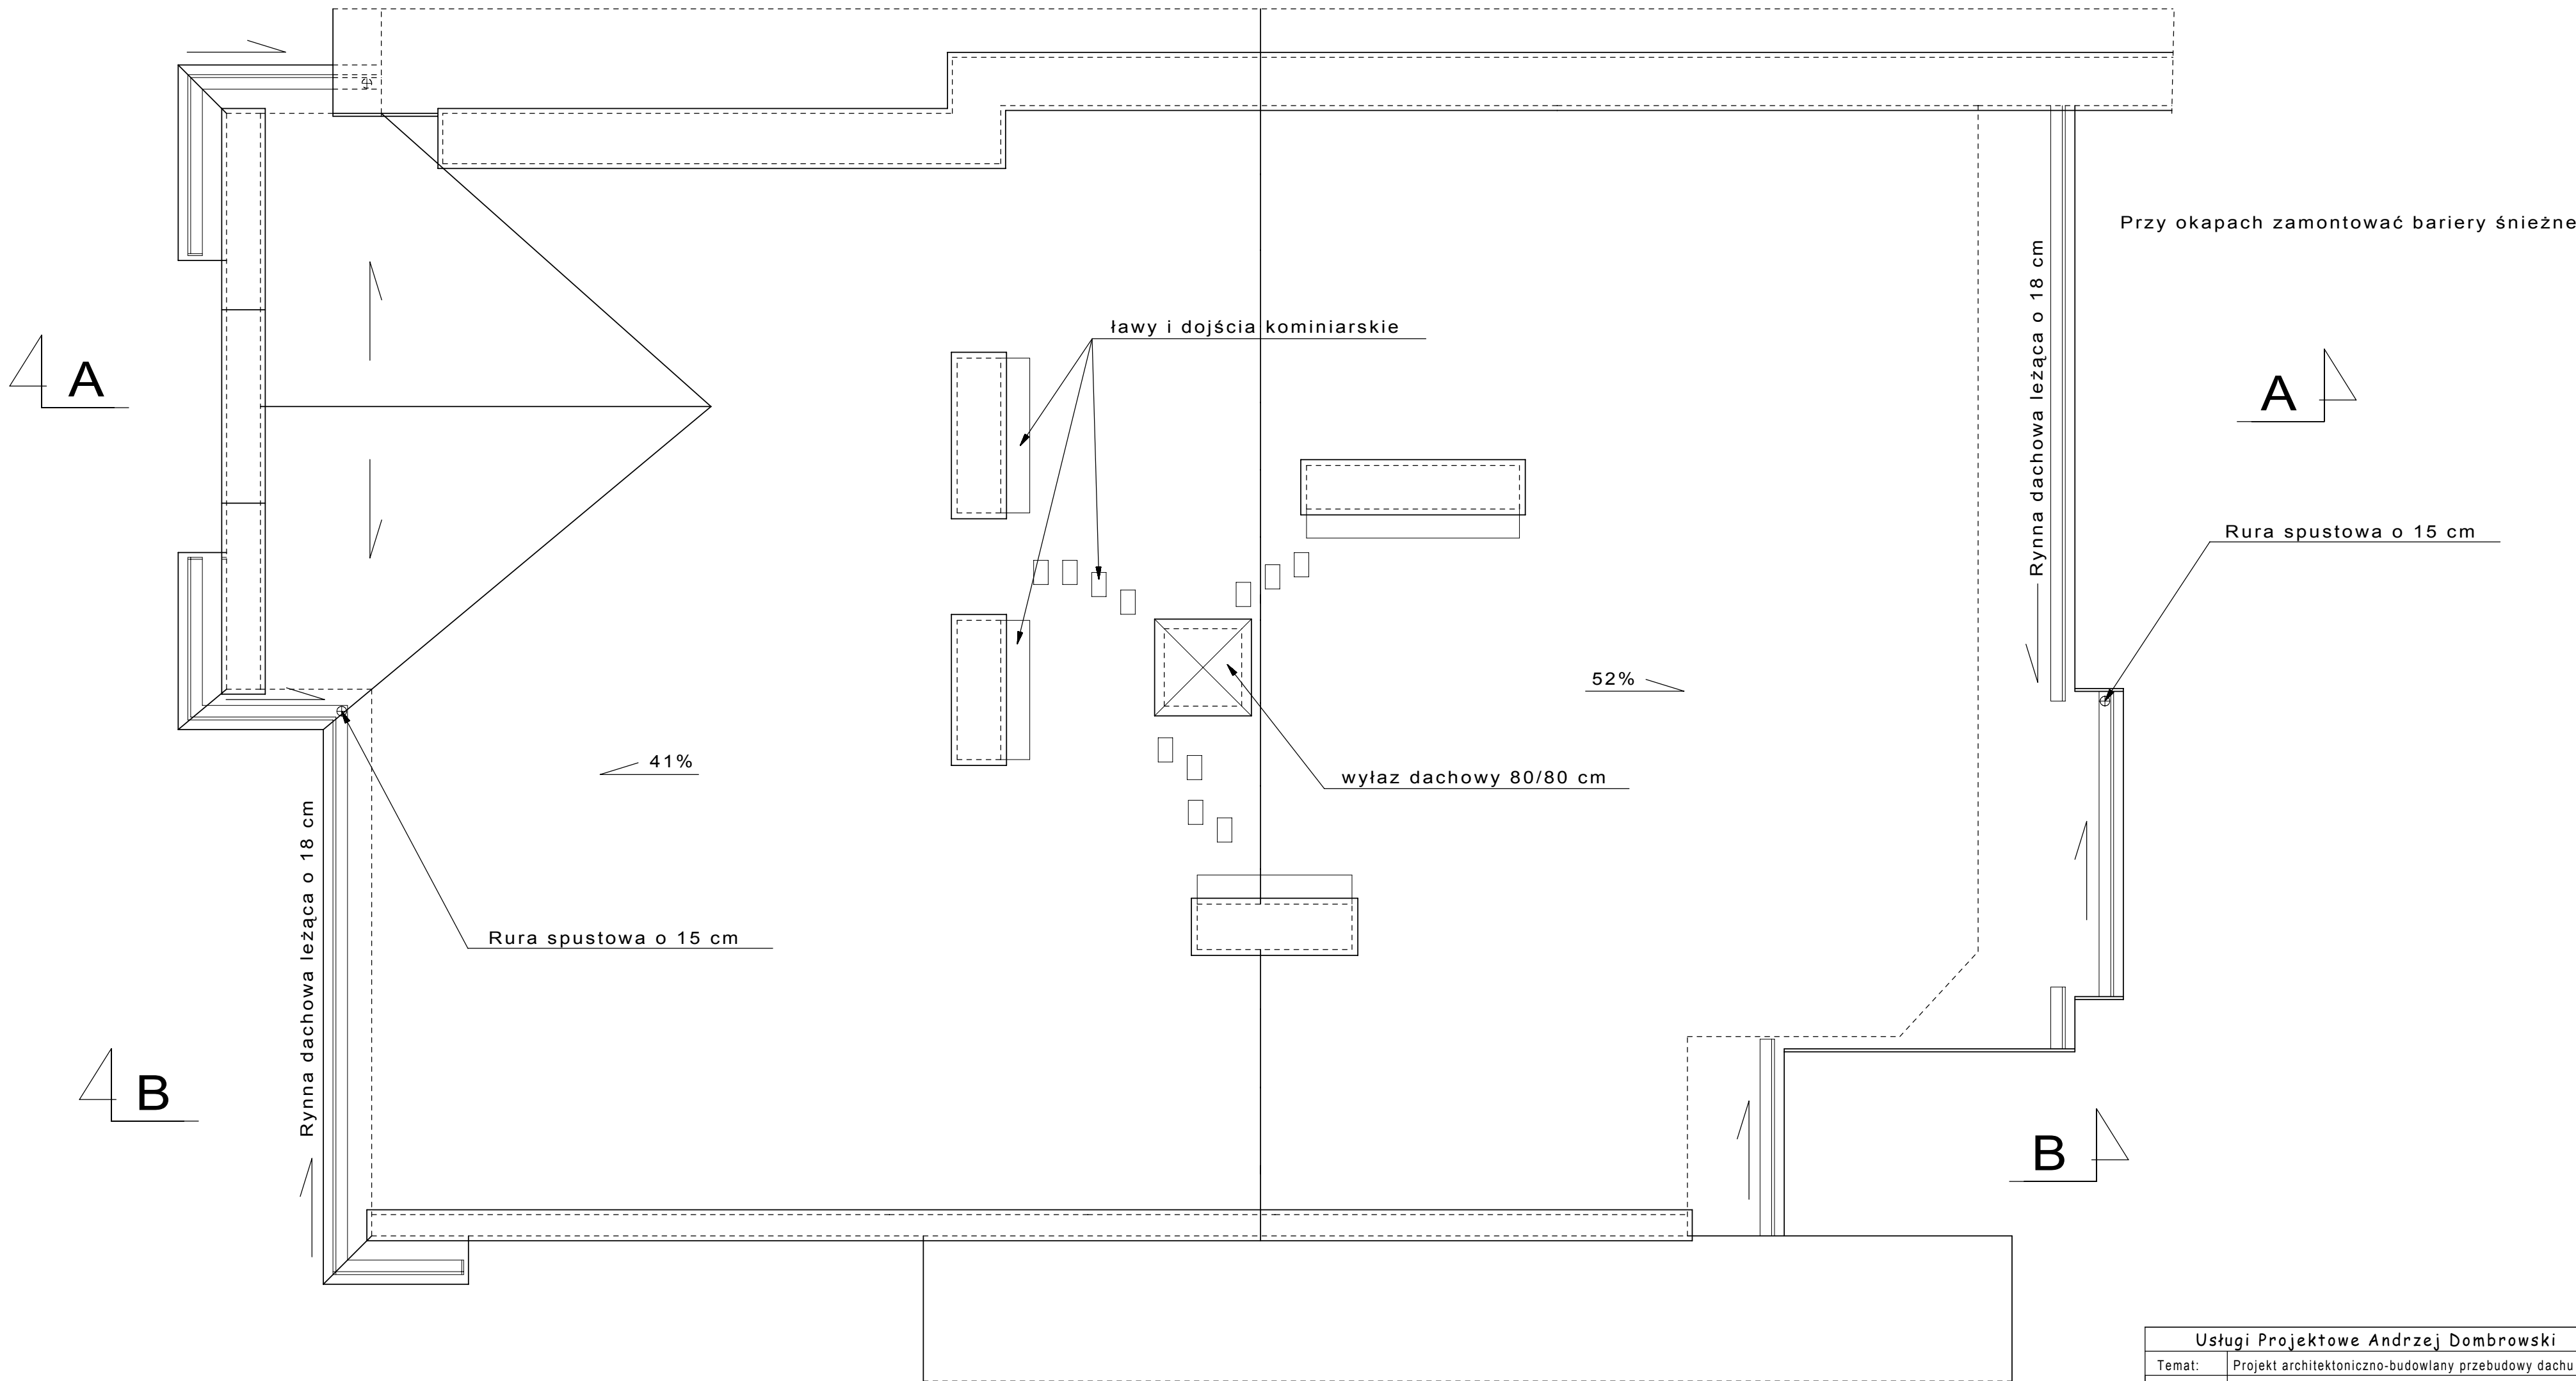 Przy okapach zamontować bariery śnieżne
ławy i dojścia kominiarskie
Rynna dachowa leżąca o 18 cm
A
A
Rura spustowa o 15 cm
52%
41%
wyłaz dachowy 80/80 cm
Rynna dachowa leżąca o 18 cm
Rura spustowa o 15 cm
B
B
Usługi Projektowe Andrzej Dombrowski
Temat: Projekt architektoniczno-budowlany przebudowy dachu